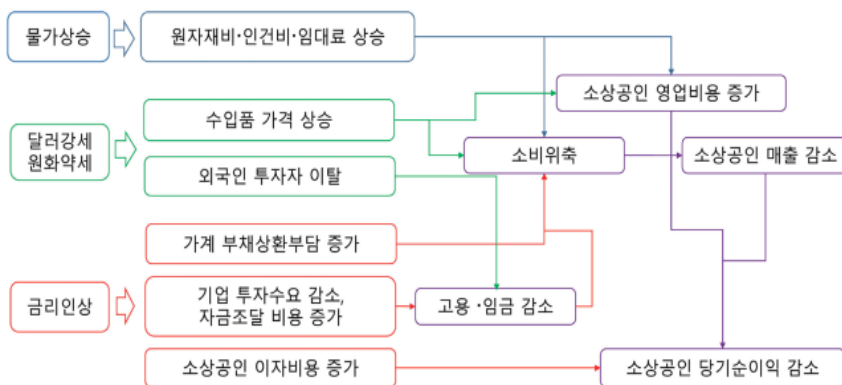 물가상승
원자재비·인건비·임대료 상승
소상공인 영업비용 증가
달러강세
원화약세
수입품 가격 상승
소비위축
소상공인 매출 감소
외국인 투자자 이탈
가계 부채상환부담 증가
금리인상
기업 투자수요 감소,
자금조달 비용 증가
고용 ·임금 감소
소상공인 이자비용 증가
소상공인 당기순이익 감소